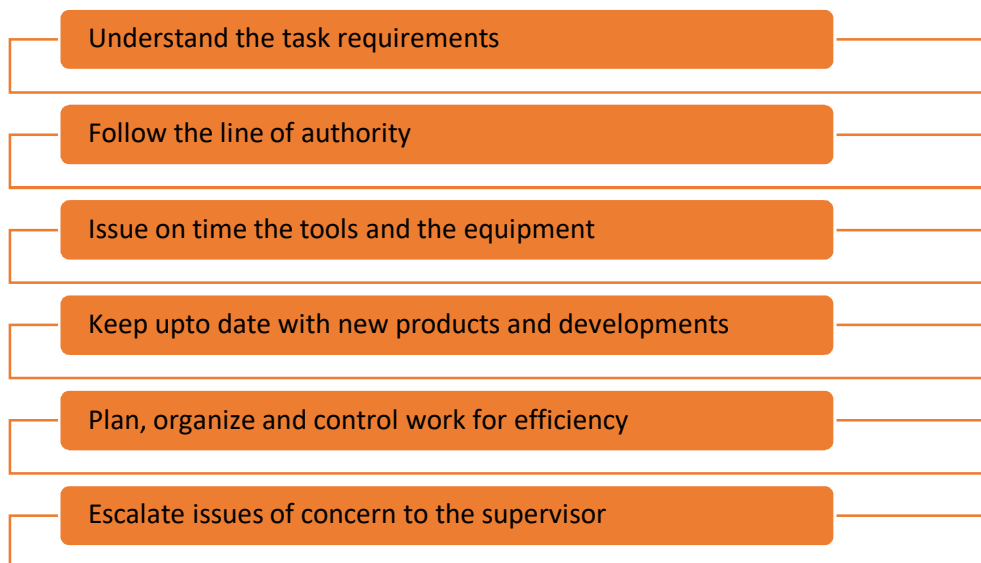 Understand the task requirements
Follow the line of authority
Issue on time the tools and the equipment
Keep upto date with new products and developments
Plan, organize and control work for efficiency
Escalate issues of concern to the supervisor